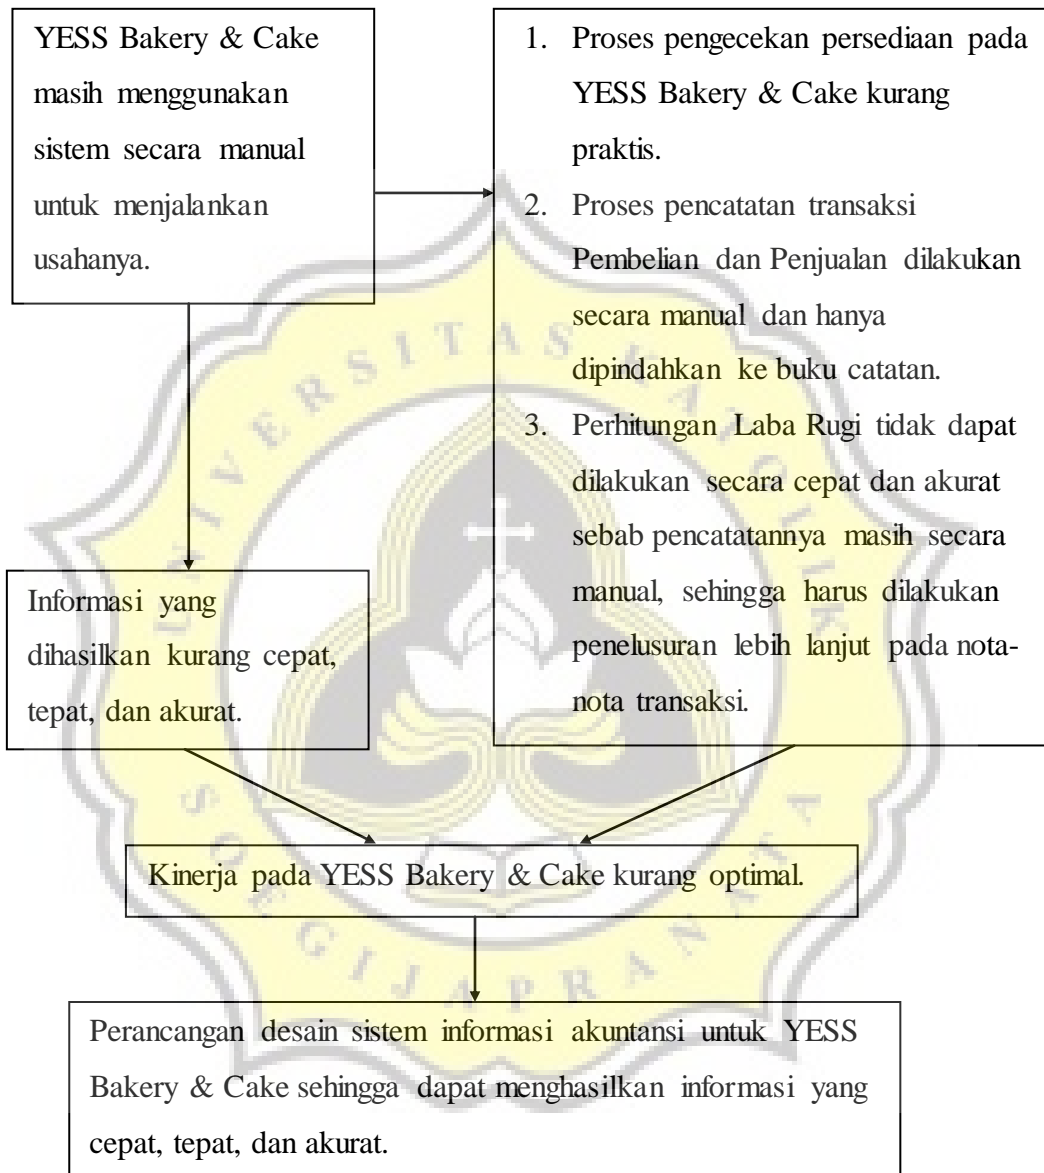 YESS Bakery & Cake
masih menggunakan
sistem secara manual
untuk menjalankan
usahanya.
1. Proses pengecekan persediaan pada
YESS Bakery & Cake kurang
praktis.
2. Proses pencatatan transaksi
Pembelian dan Penjualan dilakukan
secara manual dan hanya
dipindahkan ke buku catatan.
3. Perhitungan Laba Rugi tidak dapat
dilakukan secara cepat dan akurat
sebab pencatatannya masih secara
manual, sehingga harus dilakukan
penelusuran lebih lanjut pada nota-
nota transaksi.
Informasi yang
dihasilkan kurang cepat,
tepat, dan akurat.
Kinerja pada YESS Bakery & Cake kurang optimal.
Perancangan desain sistem informasi akuntansi untuk YESS
Bakery & Cake sehingga dapat menghasilkan informasi yang
cepat, tepat, dan akurat.
UNIVERSITAS KATOLIK
SOEGIJAPRANATA